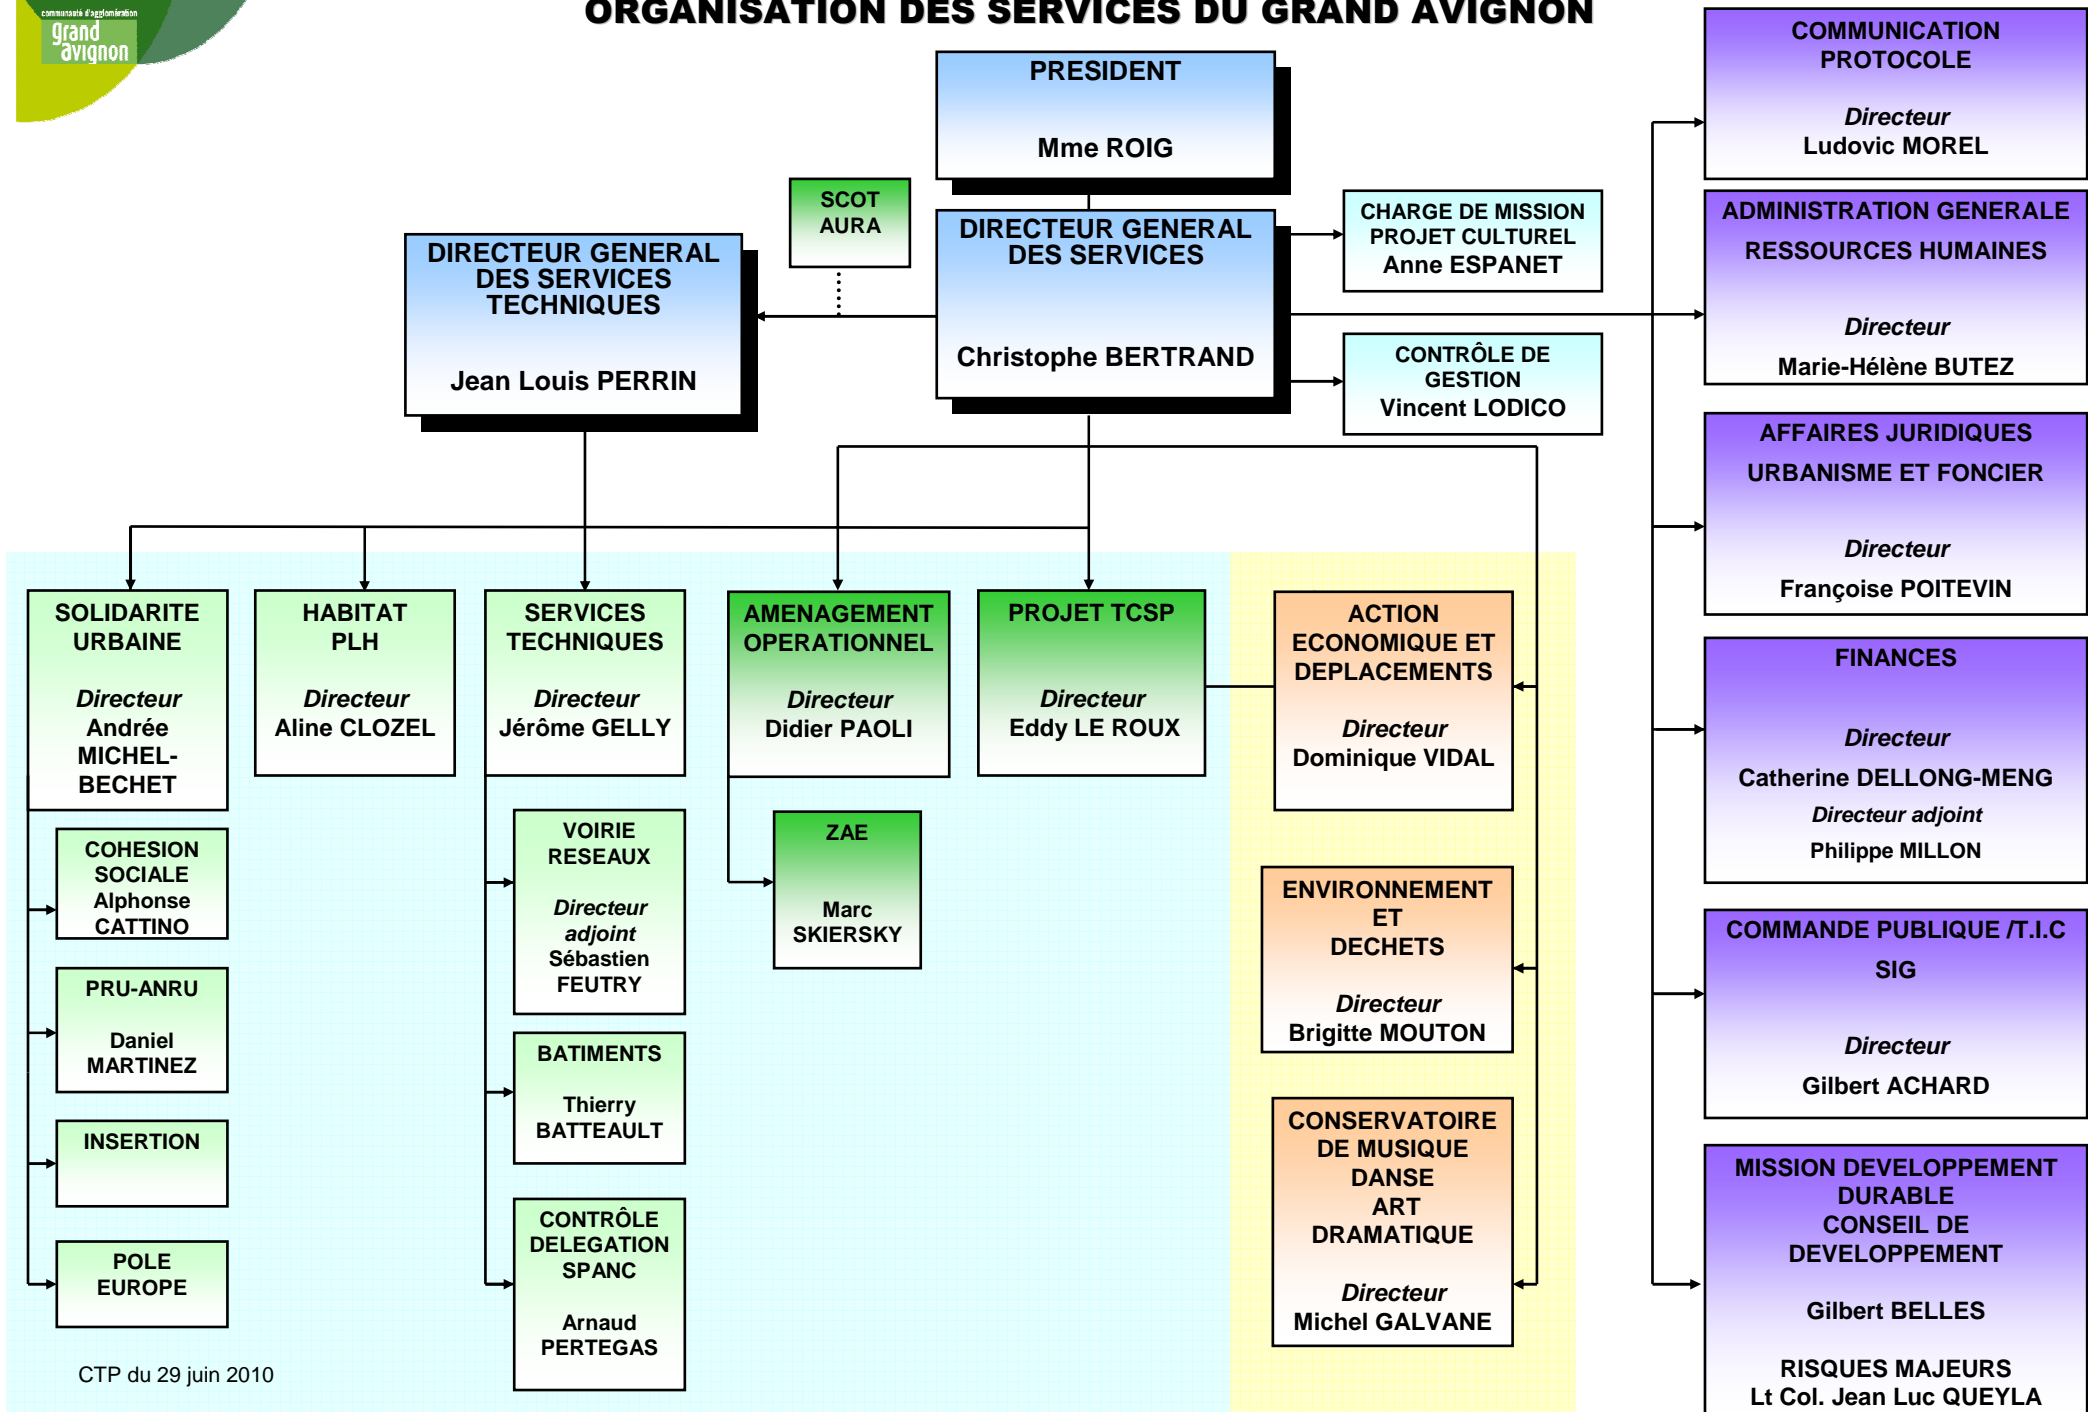 communauté d'agglomération
grand
avignon
ORGANISATION DES SERVICES DU GRAND AVIGNON
PRESIDENT
Mme ROIG
SCOT
AURA
DIRECTEUR GENERAL
DES SERVICES
TECHNIQUES
Jean Louis PERRIN
DIRECTEUR GENERAL
DES SERVICES
Christophe BERTRAND
CHARGE DE MISSION
PROJET CULTUREL
Anne ESPANET
CONTRÔLE DE
GESTION
Vincent LODICO
COMMUNICATION
PROTOCOLE
Directeur
Ludovic MOREL
ADMINISTRATION GENERALE
RESSOURCES HUMAINES
Directeur
Marie-Hélène BUTEZ
AFFAIRES JURIDIQUES
URBANISME ET FONCIER
Directeur
Françoise POITEVIN
FINANCES
Directeur
Catherine DELLONG-MENG
Directeur adjoint
Philippe MILLON
COMMANDE PUBLIQUE /T.I.C
SIG
Directeur
Gilbert ACHARD
MISSION DEVELOPPEMENT
DURABLE
CONSEIL DE
DEVELOPPEMENT
Gilbert BELLES
RISQUES MAJEURS
Lt Col. Jean Luc QUEYLA
SOLIDARITE
URBAINE
Directeur
Andrée
MICHEL-
BECHET
COHESION
SOCIALE
Alphonse
CATTINO
PRU-ANRU
Daniel
MARTINEZ
INSERTION
POLE
EUROPE
HABITAT
PLH
Directeur
Aline CLOZEL
SERVICES
TECHNIQUES
Directeur
Jérôme GELLY
VOIRIE
RESEAUX
Directeur
adjoint
Sébastien
FEUTRY
BATIMENTS
Thierry
BATTEAULT
CONTRÔLE
DELEGATION
SPANC
Arnaud
PERTEGAS
AMENAGEMENT
OPERATIONNEL
Directeur
Didier PAOLI
ZAE
Marc
SKIERSKY
PROJET TCSP
Directeur
Eddy LE ROUX
ACTION
ECONOMIQUE ET
DEPLACEMENTS
Directeur
Dominique VIDAL
ENVIRONNEMENT
ET
DECHETS
Directeur
Brigitte MOUTON
CONSERVATOIRE
DE MUSIQUE
DANSE
ART
DRAMATIQUE
Directeur
Michel GALVANE
CTP du 29 juin 2010